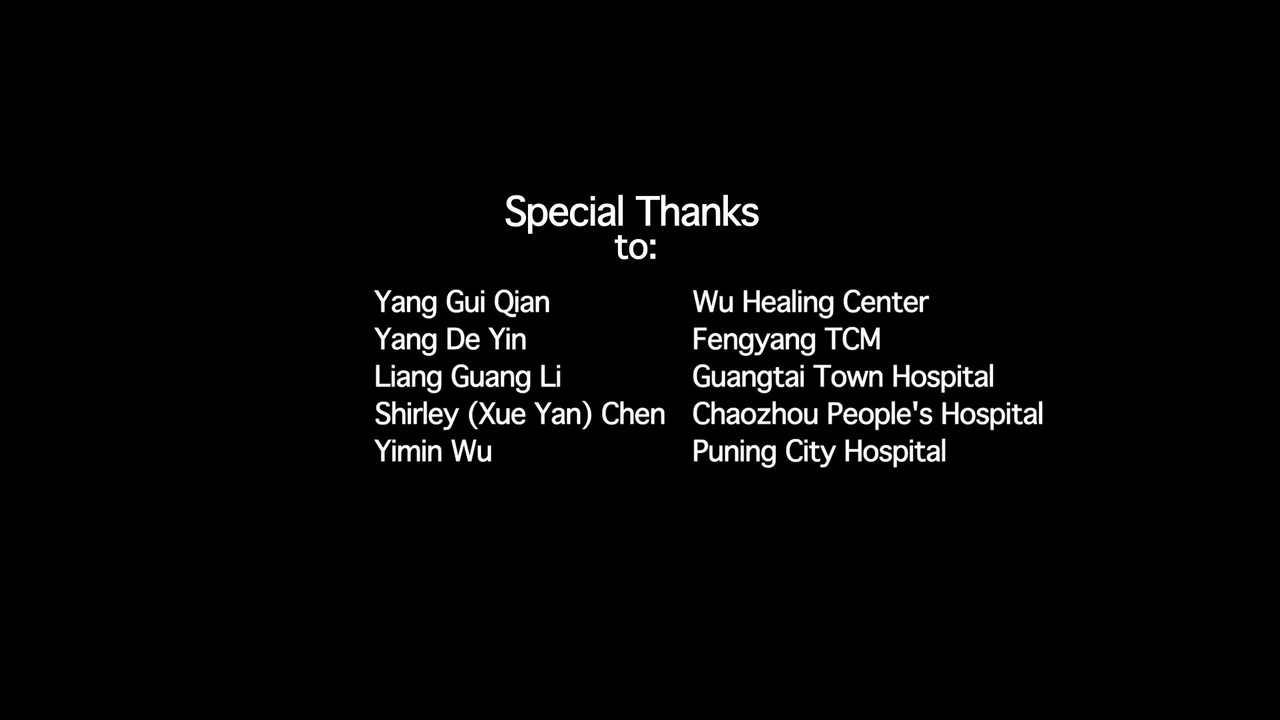 Special Thanks
to:
Yang Gui Qian
Yang De Yin
Liang Guang Li
Shirley (Xue Yan) Chen
Yimin Wu
Wu Healing Center
Fengyang TCM
Guangtai Town Hospital
Chaozhou People's Hospital
Puning City Hospital